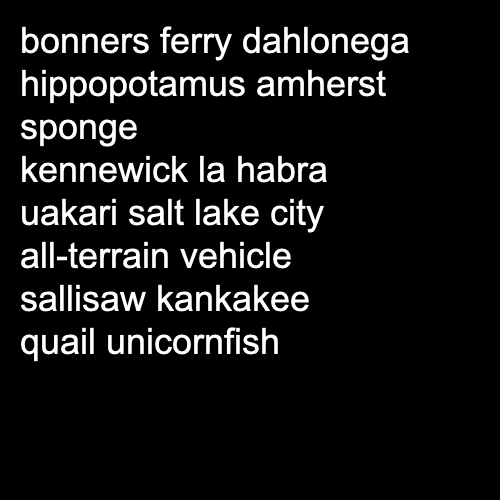 bonners ferry dahlonega
hippopotamus amherst
sponge
kennewick la habra
uakari salt lake city
all-terrain vehicle
sallisaw kankakee
quail unicornfish